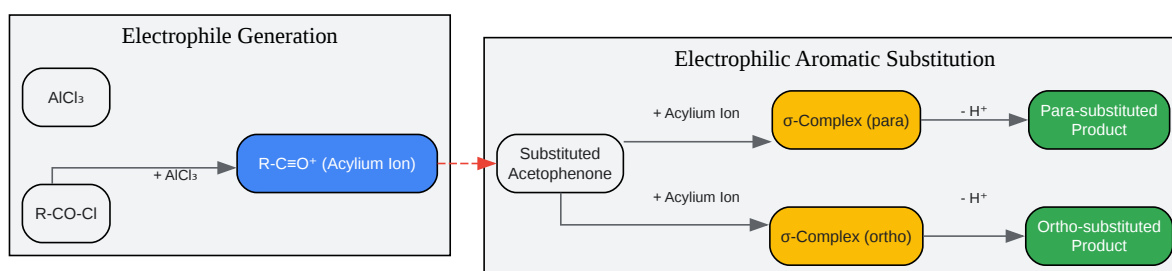 Electrophile Generation
AlCl₃
R-C≡O⁺ (Acylium Ion)
+ AlCl₃
R-CO-Cl
Electrophilic Aromatic Substitution
+ Acylium Ion
σ-Complex (para)
- H⁺
Para-substituted
Product
Substituted
Acetophenone
+ Acylium Ion
σ-Complex (ortho)
- H⁺
Ortho-substituted
Product